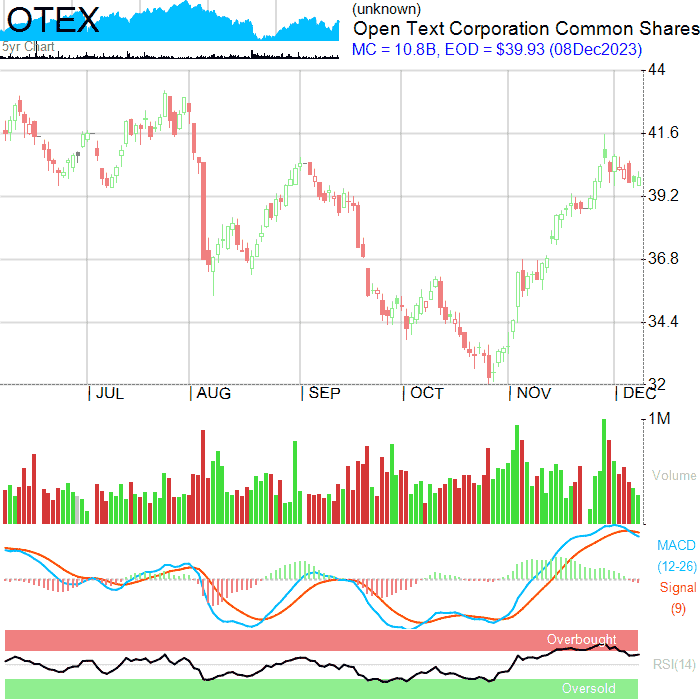 OTEX
5yr Chart
(unknown)
Open Text Corporation Common Shares
MC = 10.8B, EOD = $39.93 (08Dec2023)
44
41.6
39.2
36.8
34.4
32
| JUL | AUG | SEP | OCT | NOV | DEC
1M
Volume
MACD
(12-26)
Signal
(9)
Overbought
RSI(14)
Oversold